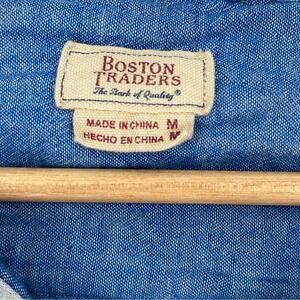 BOSTON
TRADERS
The Mark of Quality®
MADE IN CHINA M
HECHO EN CHINA M